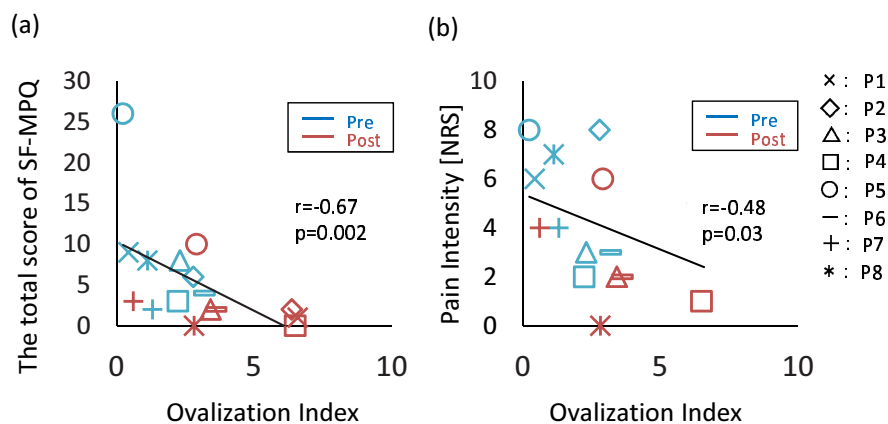 (a)
The total score of SF-MPQ
30
25
20
15
10
5
0
0
5
10
Ovalization Index
Pre
Post
r=-0.67
p=0.002
(b)
Pain Intensity [NRS]
10
8
6
4
2
0
0
5
10
Ovalization Index
Pre
Post
r=-0.48
p=0.03
: P1
: P2
: P3
: P4
: P5
: P6
: P7
: P8